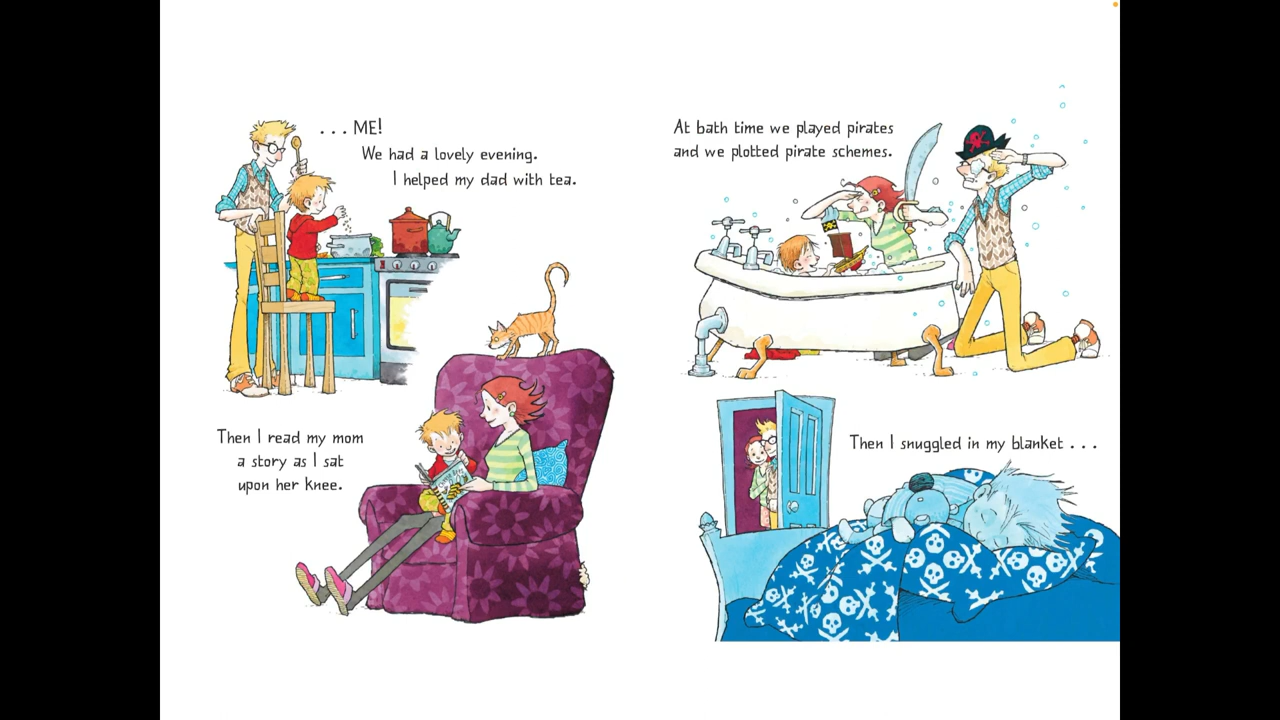 . . . ME!
We had a lovely evening.
I helped my dad with tea.
Then I read my mom
a story as I sat
upon her knee.
At bath time we played pirates
and we plotted pirate schemes.
Then I snuggled in my blanket . . .